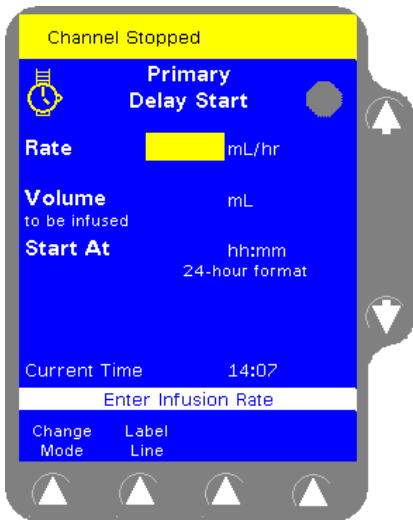 Channel Stopped
Primary
Delay Start
Rate mL/hr
Volume mL
to be infused
Start At hh:mm
24-hour format
Current Time 14:07
Enter Infusion Rate
Change Label
Mode Line